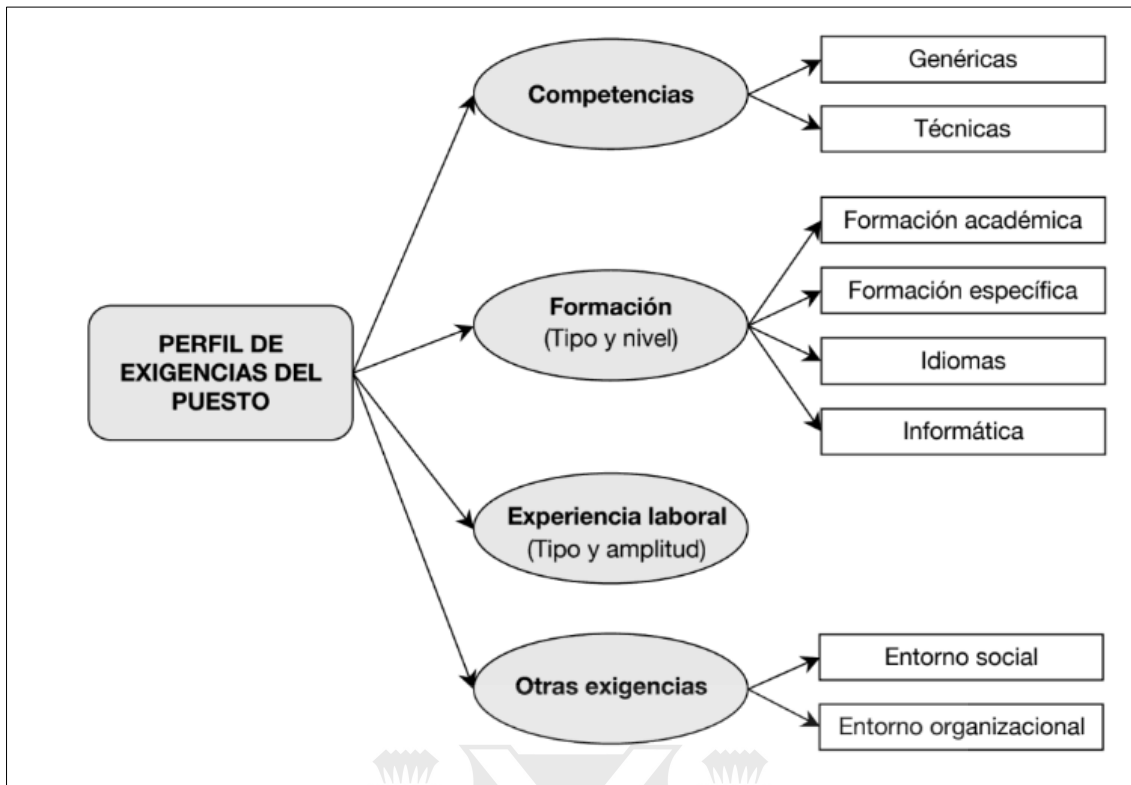 Competencias
Genéricas
Técnicas
PERFIL DE
EXIGENCIAS DEL
PUESTO
Formación
(Tipo y nivel)
Formación académica
Formación específica
Idiomas
Informática
Experiencia laboral
(Tipo y amplitud)
Otras exigencias
Entorno social
Entorno organizacional